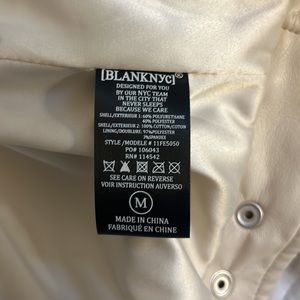 [BLANKNYC]®
DESIGNED FOR YOU
BY OUR NYC TEAM
IN THE CITY THAT
NEVER SLEEPS
BECAUSE WE CARE
SHELL/EXTERIEUR 1: 60% POLYURETHANE
40% POLYESTER
SHELL/EXTERIEUR 2: 100% COTTON/COTON
LINING/DOUBLURE: 97% POLYESTER
3%SPANDEX
STYLE/MODELE # 11FE5050
PO# 106043
RN# 114542
SEE CARE ON REVERSE
VOIR INSTRUCTION AUVERSO
M
MADE IN CHINA
FABRIQUÉ EN CHINE